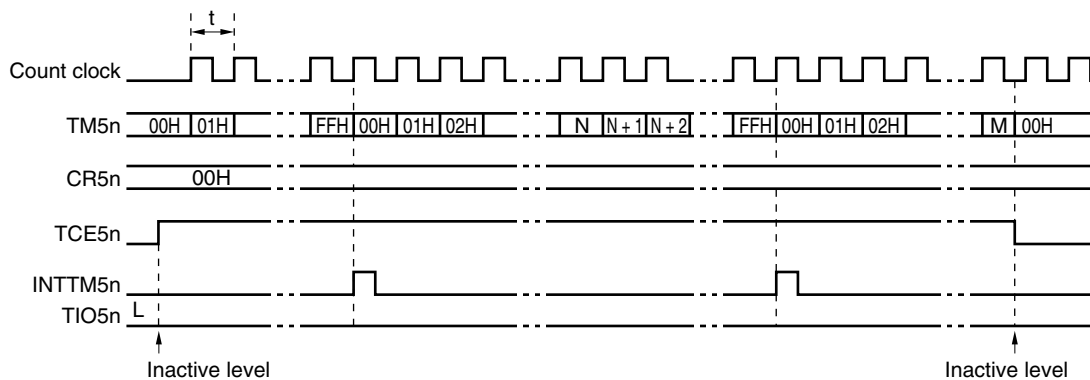 t
Count clock
TM5n 00H 01H FFH 00H 01H 02H N N + 1 N + 2 FFH 00H 01H 02H M 00H
CR5n 00H
TCE5n
INTTM5n
TIO5n L
Inactive level Inactive level